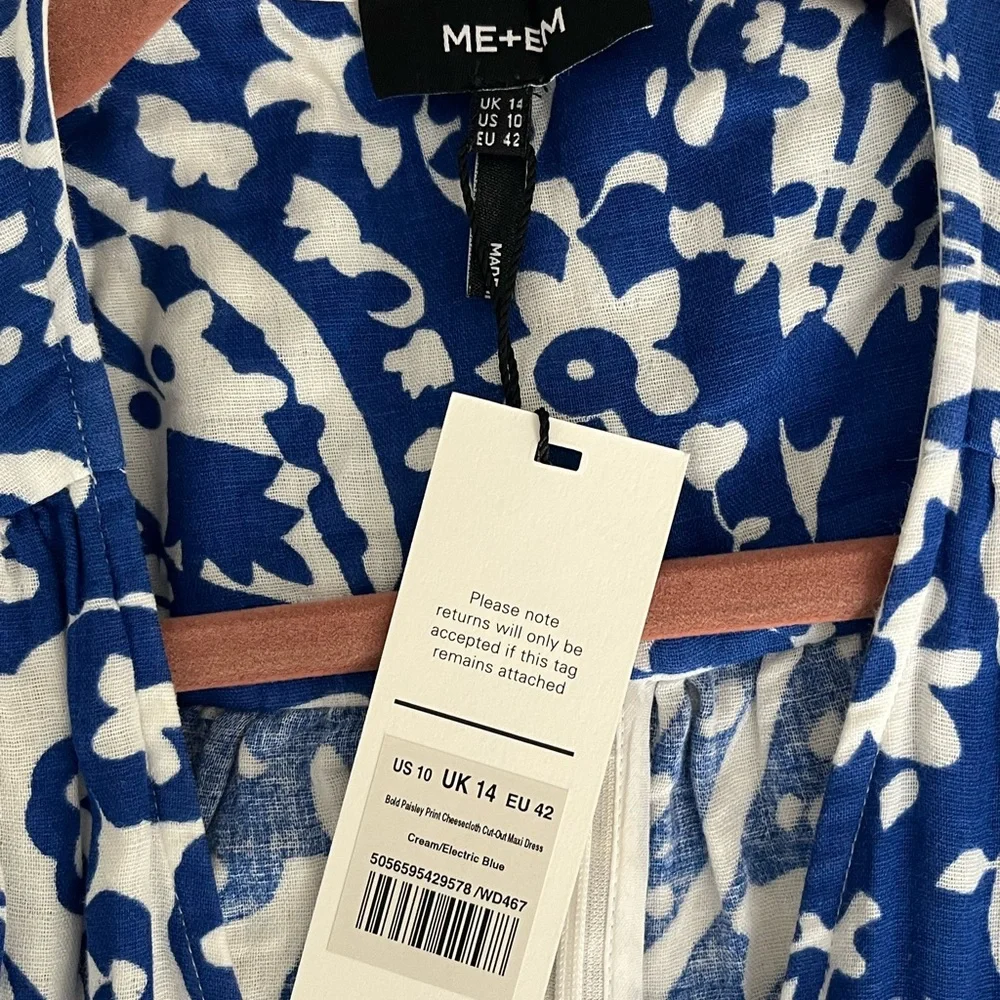 ME+EM
UK 14
US 10
EU 42
Please note
returns will only be
accepted if this tag
remains attached
US 10 UK 14 EU 42
Bold Paisley Print Cheesecloth Cut-Out Maxi Dress
Cream/Electric Blue
5056595429578 /WD467